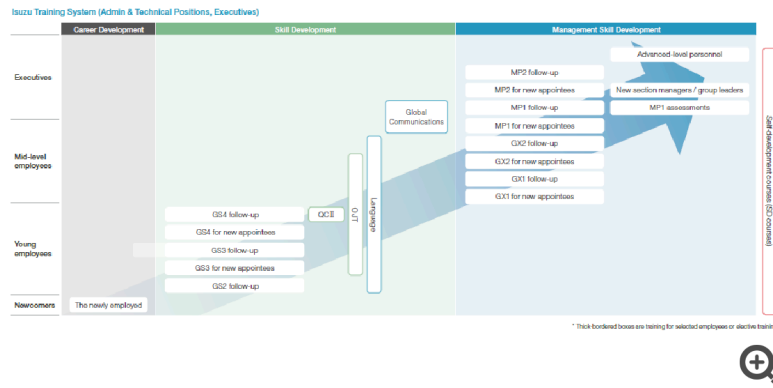 Isuzu Training System (Admin & Technical Positions, Executives)
Career Development
Skill Development
Management Skill Development
Executives
Mid-level
employees
Young
employees
Newcomers
The newly employed
GS4 follow-up
GS4 for new appointees
GS3 follow-up
GS3 for new appointees
GS2 follow-up
QCⅡ
OJT
Language
Global
Communications
MP2 follow-up
MP2 for new appointees
MP1 follow-up
MP1 for new appointees
GX2 follow-up
GX2 for new appointees
GX1 follow-up
GX1 for new appointees
Advanced-level personnel
New section managers / group leaders
MP1 assessments
Self-development courses (SD courses)
* Thick-bordered boxes are training for selected employees or elective trainin